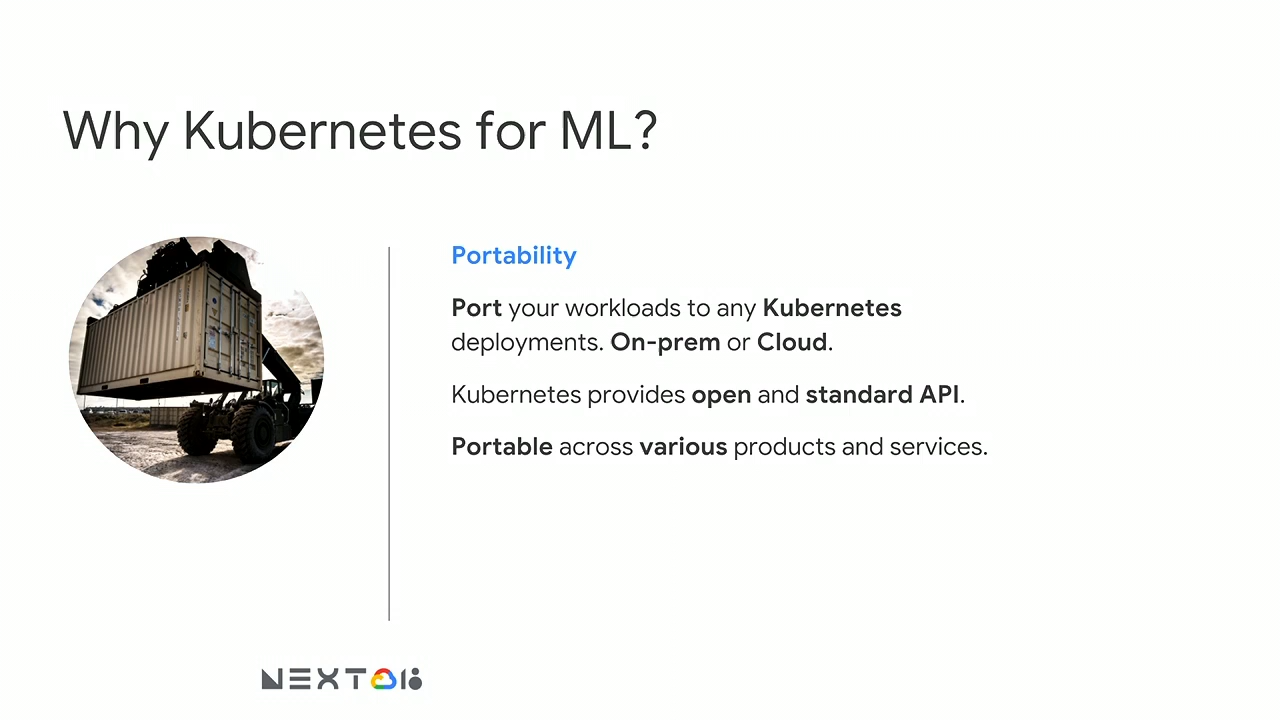 Why Kubernetes for ML?
Portability
Port your workloads to any Kubernetes
deployments. On-prem or Cloud.
Kubernetes provides open and standard API.
Portable across various products and services.
NEXT 18